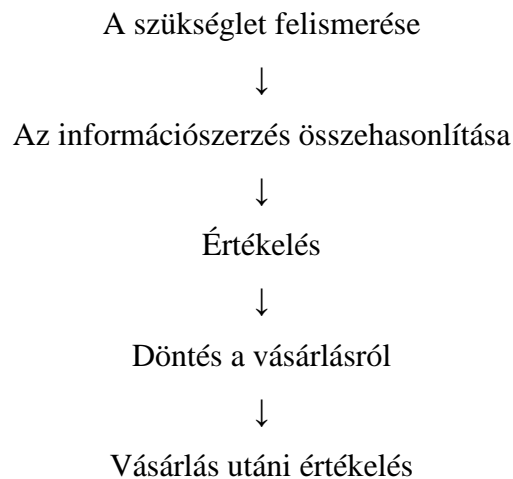 A szükséglet felismerése
↓
Az információszerzés összehasonlítása
↓
Értékelés
↓
Döntés a vásárlásról
↓
Vásárlás utáni értékelés